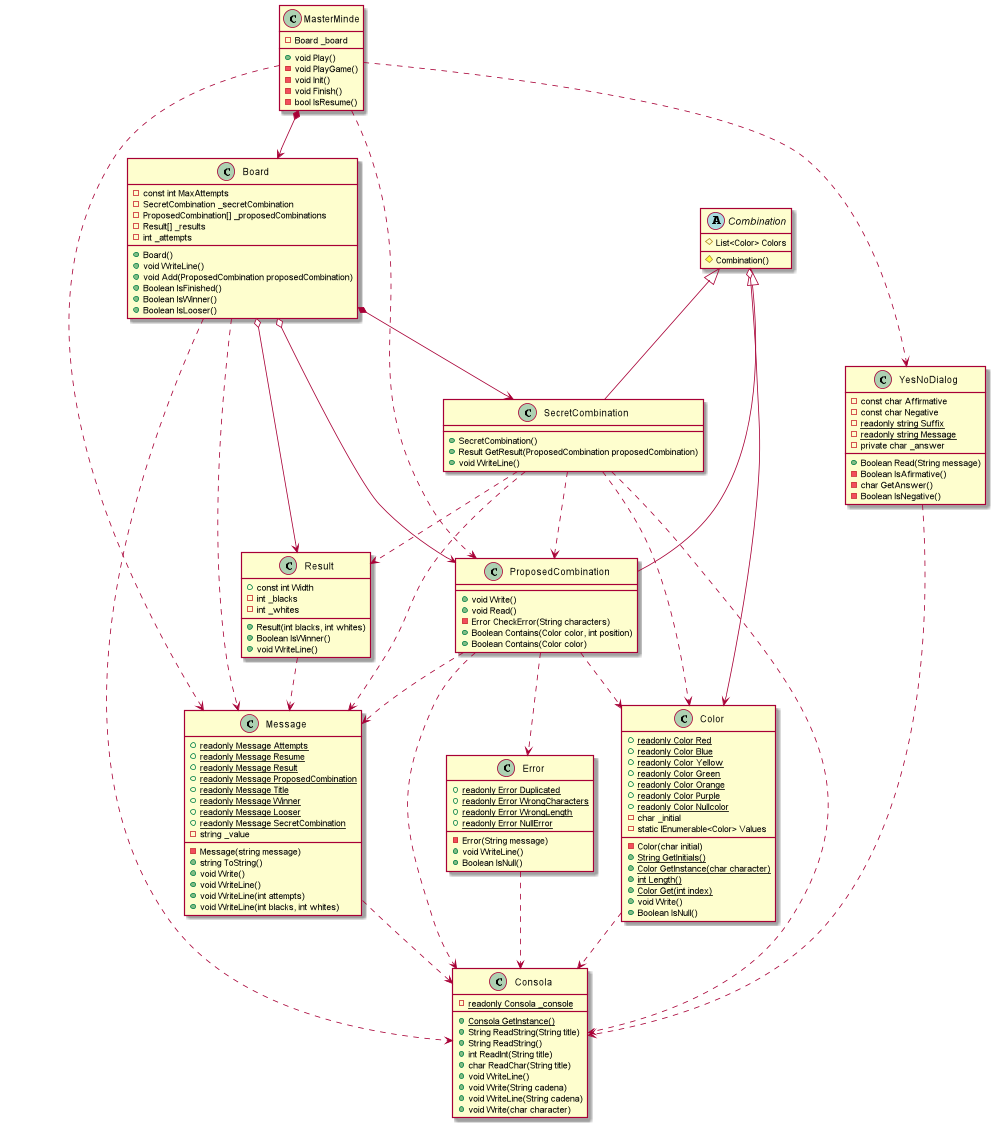 C MasterMinde
Board _board
void Play()
void PlayGame()
void Init()
void Finish()
bool IsResume()
C Board
const int MaxAttempts
SecretCombination _secretCombination
ProposedCombination[] _proposedCombinations
Result[] _results
int _attempts
Board()
void WriteLine()
void Add(ProposedCombination proposedCombination)
Boolean IsFinished()
Boolean IsWinner()
Boolean IsLooser()
A Combination
List<Color> Colors
Combination()
C YesNoDialog
const char Affirmative
const char Negative
readonly string Suffix
readonly string Message
private char _answer
Boolean Read(String message)
Boolean IsAfirmative()
char GetAnswer()
Boolean IsNegative()
C SecretCombination
SecretCombination()
Result GetResult(ProposedCombination proposedCombination)
void WriteLine()
C Result
const int Width
int _blacks
int _whites
Result(int blacks, int whites)
Boolean IsWinner()
void WriteLine()
C ProposedCombination
void Write()
void Read()
Error CheckError(String characters)
Boolean Contains(Color color, int position)
Boolean Contains(Color color)
C Message
readonly Message Attempts
readonly Message Resume
readonly Message Result
readonly Message ProposedCombination
readonly Message Title
readonly Message Winner
readonly Message Looser
readonly Message SecretCombination
string _value
Message(string message)
string ToString()
void Write()
void WriteLine()
void WriteLine(int attempts)
void WriteLine(int blacks, int whites)
C Error
readonly Error Duplicated
readonly Error WrongCharacters
readonly Error WrongLength
readonly Error NullError
Error(String message)
void WriteLine()
Boolean IsNull()
C Color
readonly Color Red
readonly Color Blue
readonly Color Yellow
readonly Color Green
readonly Color Orange
readonly Color Purple
readonly Color Nullcolor
char _initial
static IEnumerable<Color> Values
Color(char initial)
String GetInitials()
Color GetInstance(char character)
int Length()
Color Get(int index)
void Write()
Boolean IsNull()
C Consola
readonly Consola _console
Consola GetInstance()
String ReadString(String title)
String ReadString()
int ReadInt(String title)
char ReadChar(String title)
void WriteLine()
void Write(String cadena)
void WriteLine(String cadena)
void Write(char character)